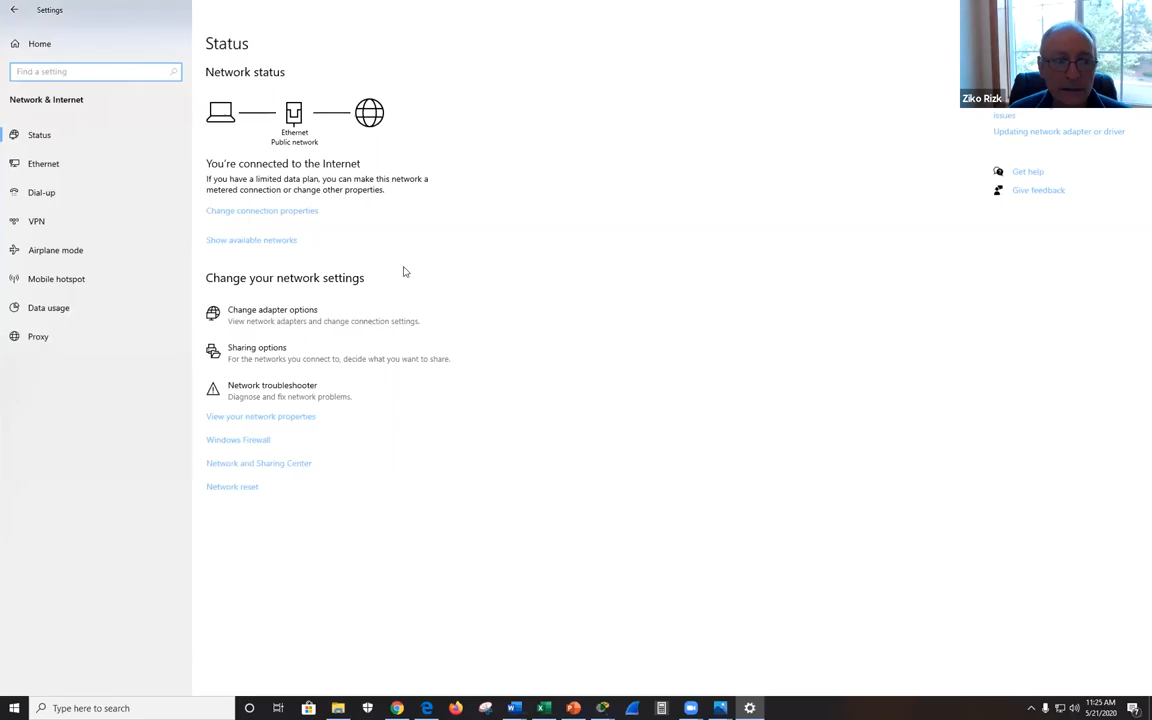 Settings
Home
Find a setting
Network & Internet
Status
Ethernet
Dial-up
VPN
Airplane mode
Mobile hotspot
Data usage
Proxy
Status
Network status
Ethernet
Public network
You're connected to the Internet
If you have a limited data plan, you can make this network a
metered connection or change other properties.
Change connection properties
Show available networks
Change your network settings
Change adapter options
View network adapters and change connection settings.
Sharing options
For the networks you connect to, decide what you want to share.
Network troubleshooter
Diagnose and fix network problems.
View your network properties
Windows Firewall
Network and Sharing Center
Network reset
Ziko Rizk
issues
Updating network adapter or driver
Get help
Give feedback
Type here to search
11:25 AM
5/21/2020